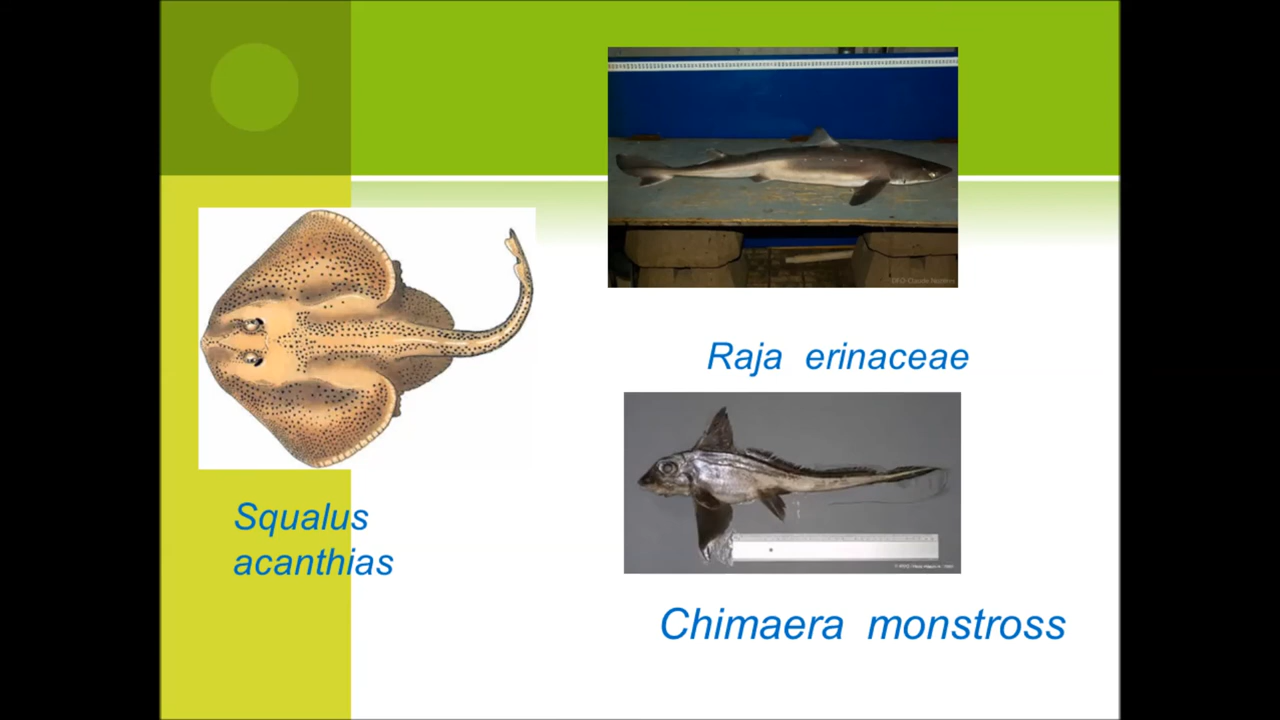 Raja erinaceae
Squalus
acanthias
Chimaera monstross